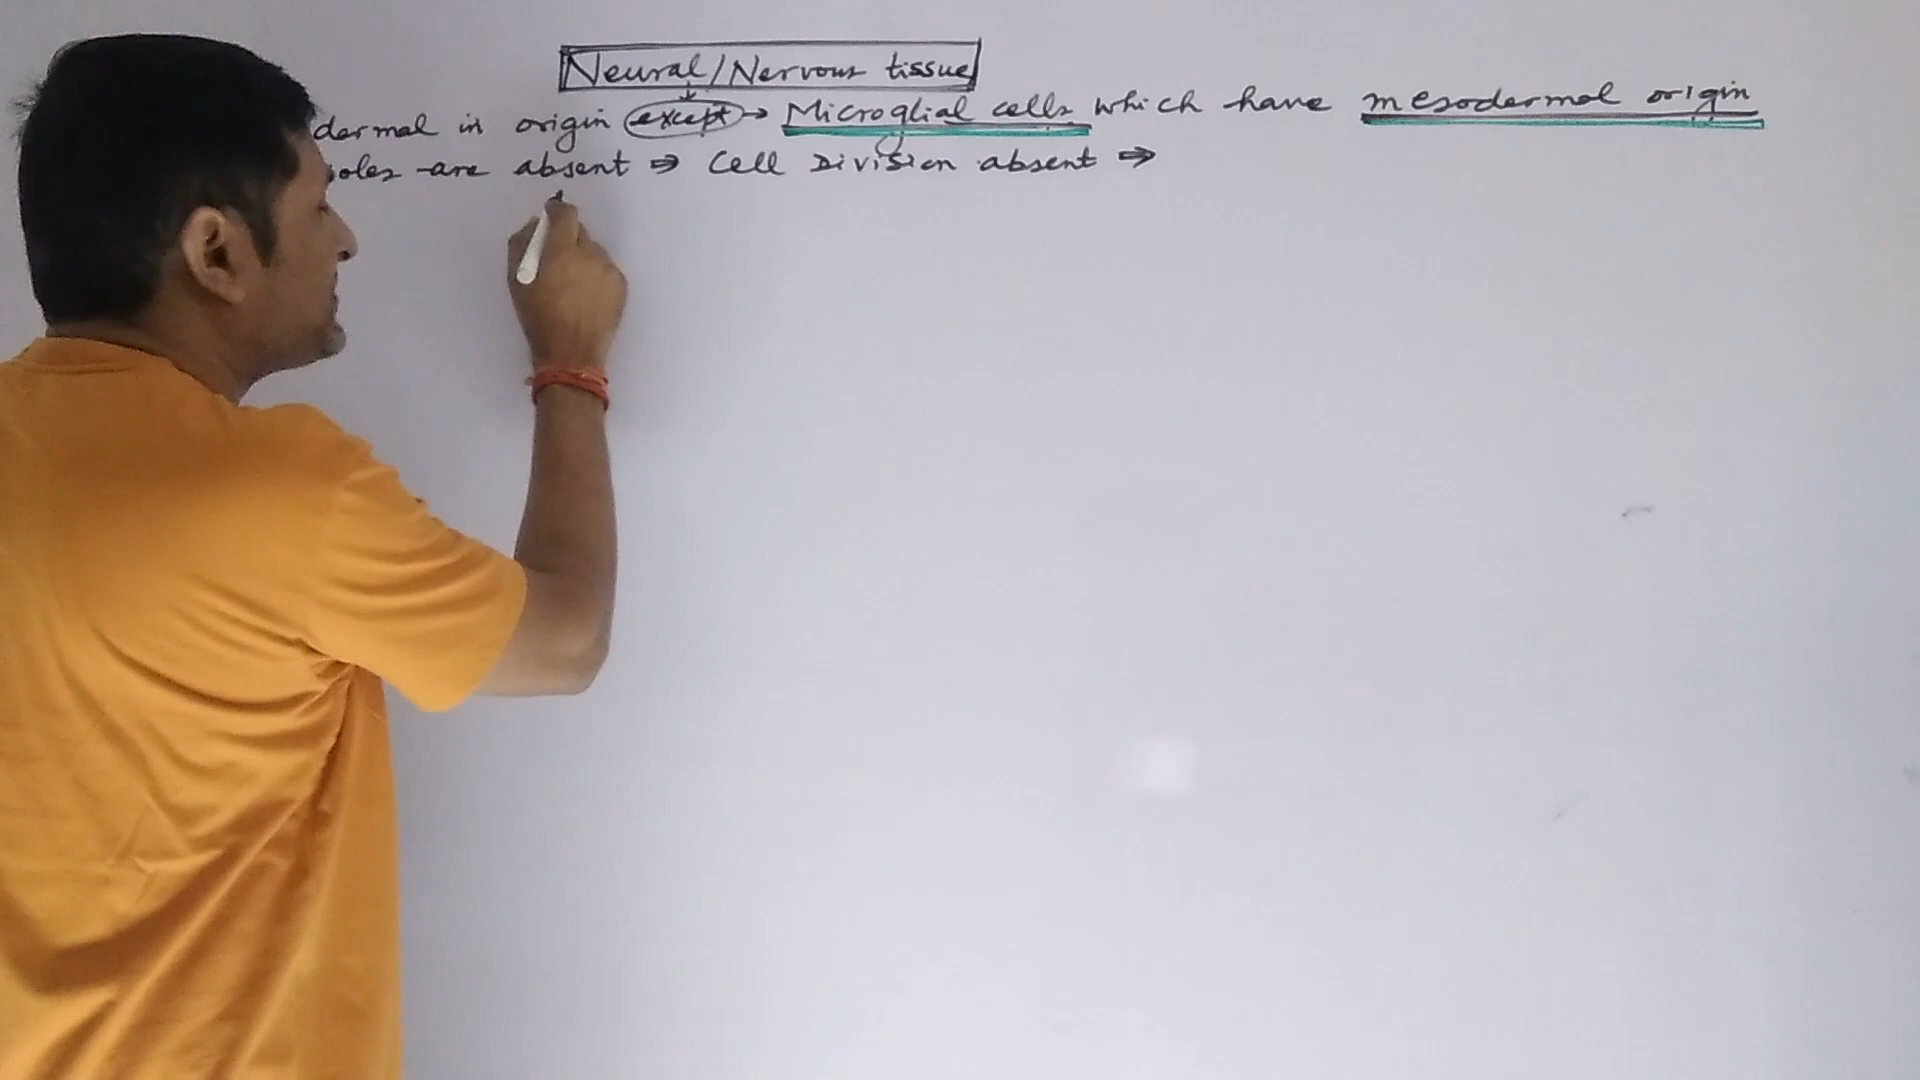 Neural/Nervous tissue
dermal in origin except → Microglial cells which have mesodermal origin
oles are absent ⇒ Cell Division absent ⇒